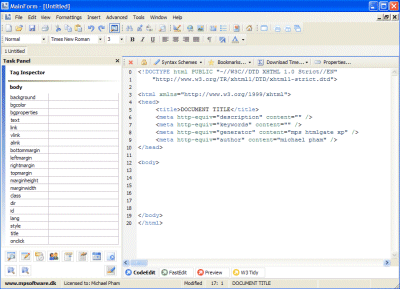 MainForm - [Untitled]
File Edit View Formatting Insert Advanced Tools Window Help
Normal Times New Roman 3 B I U
1 Untitled
Task Panel
Tag Inspector
body
background
bgcolor
bgproperties
text
link
vlink
alink
bottommargin
leftmargin
rightmargin
topmargin
marginheight
marginwidth
class
dir
id
lang
style
title
onclick
Syntax Schemes Bookmarks... Timesaver... Properties...
0 <!DOCTYPE html PUBLIC "-//W3C//DTD XHTML 1.0 Strict//EN"
1 "http://www.w3.org/TR/xhtml1/DTD/xhtml1-strict.dtd">
2
3 <html xmlns="http://www.w3.org/1999/xhtml">
4 <head>
5 <title>DOCUMENT TITLE</title>
6 <meta http-equiv="description" content="" />
7 <meta http-equiv="keywords" content="" />
8 <meta http-equiv="generator" content="mps htmlgate xp" />
9 <meta http-equiv="author" content="michael pham" />
10 </head>
11
12 <body>
13
14
15
16
17
18
19 </body>
20 </html>
CodeEdit FastEdit Preview W3 Tidy
www.mpsoftware.dk Licensed to: Michael Pham Modified 17: 1 DOCUMENT TITLE